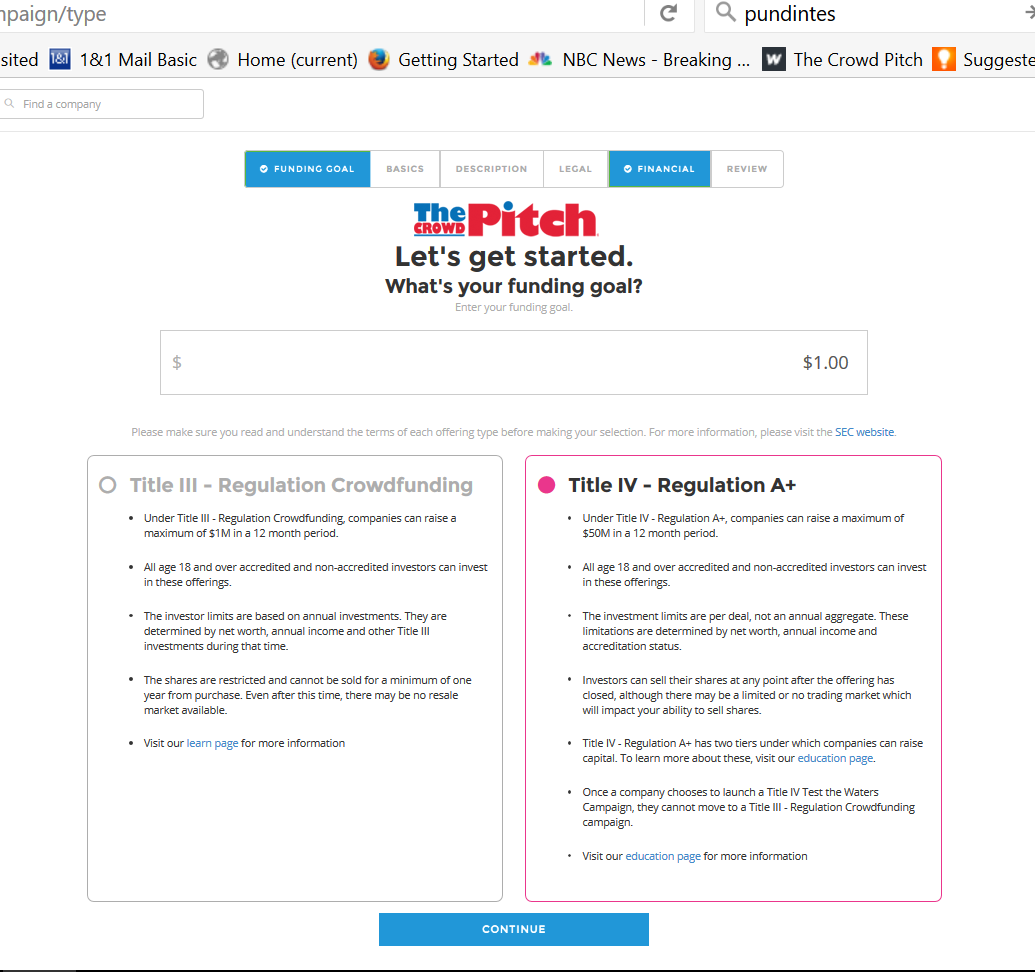 npaign/type
pundintes
sited 1&1 1&1 Mail Basic Home (current) Getting Started NBC News - Breaking ... W The Crowd Pitch Suggeste
Find a company
FUNDING GOAL BASICS DESCRIPTION LEGAL FINANCIAL REVIEW
The CROWD Pitch
Let's get started.
What's your funding goal?
Enter your funding goal.
$ $1.00
Please make sure you read and understand the terms of each offering type before making your selection. For more information, please visit the SEC website.
Title III - Regulation Crowdfunding
• Under Title III - Regulation Crowdfunding, companies can raise a
maximum of $1M in a 12 month period.
• All age 18 and over accredited and non-accredited investors can invest
in these offerings.
• The investor limits are based on annual investments. They are
determined by net worth, annual income and other Title III
investments during that time.
• The shares are restricted and cannot be sold for a minimum of one
year from purchase. Even after this time, there may be no resale
market available.
• Visit our learn page for more information
Title IV - Regulation A+
• Under Title IV - Regulation A+, companies can raise a maximum of
$50M in a 12 month period.
• All age 18 and over accredited and non-accredited investors can invest
in these offerings.
• The investment limits are per deal, not an annual aggregate. These
limitations are determined by net worth, annual income and
accreditation status.
• Investors can sell their shares at any point after the offering has
closed, although there may be a limited or no trading market which
will impact your ability to sell shares.
• Title IV - Regulation A+ has two tiers under which companies can raise
capital. To learn more about these, visit our education page.
• Once a company chooses to launch a Title IV Test the Waters
Campaign, they cannot move to a Title III - Regulation Crowdfunding
campaign.
• Visit our education page for more information
CONTINUE